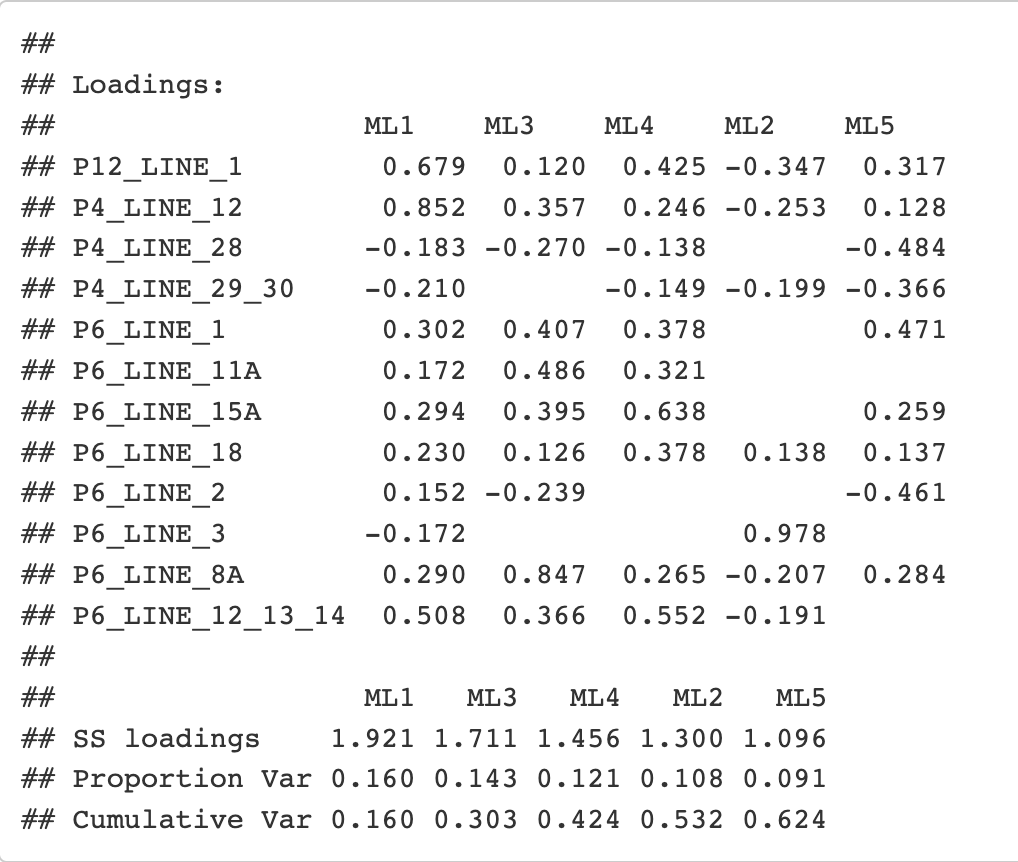 ##
## Loadings:
##                  ML1    ML3    ML4    ML2    ML5
## P12_LINE_1        0.679  0.120  0.425 -0.347  0.317
## P4_LINE_12        0.852  0.357  0.246 -0.253  0.128
## P4_LINE_28       -0.183 -0.270 -0.138        -0.484
## P4_LINE_29_30    -0.210        -0.149 -0.199 -0.366
## P6_LINE_1         0.302  0.407  0.378         0.471
## P6_LINE_11A       0.172  0.486  0.321
## P6_LINE_15A       0.294  0.395  0.638         0.259
## P6_LINE_18        0.230  0.126  0.378  0.138  0.137
## P6_LINE_2         0.152 -0.239               -0.461
## P6_LINE_3        -0.172                0.978
## P6_LINE_8A        0.290  0.847  0.265 -0.207  0.284
## P6_LINE_12_13_14  0.508  0.366  0.552 -0.191
##
##                  ML1   ML3   ML4   ML2   ML5
## SS loadings    1.921 1.711 1.456 1.300 1.096
## Proportion Var 0.160 0.143 0.121 0.108 0.091
## Cumulative Var 0.160 0.303 0.424 0.532 0.624